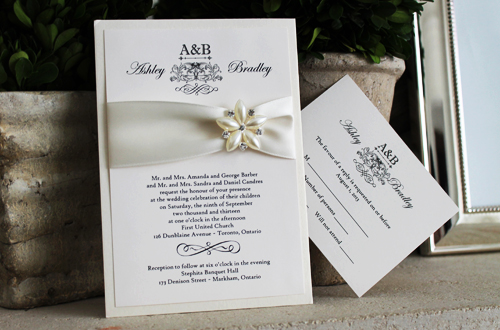 A&B
Ashley Bradley
Mr. and Mrs. Amanda and George Barber
and Mr. and Mrs. Sandra and Daniel Candres
request the honour of your presence
at the wedding celebration of their children
on Saturday, the ninth of September
two thousand and thirteen
at one o'clock in the afternoon
First United Church
126 Dunblaine Avenue - Toronto, Ontario
Reception to follow at six o'clock in the evening
Stephita Banquet Hall
173 Denison Street - Markham, Ontario
A&B
Ashley Bradley
The favour of a reply is requested on or before
August 1, 2013
M
Number of persons
Will not attend